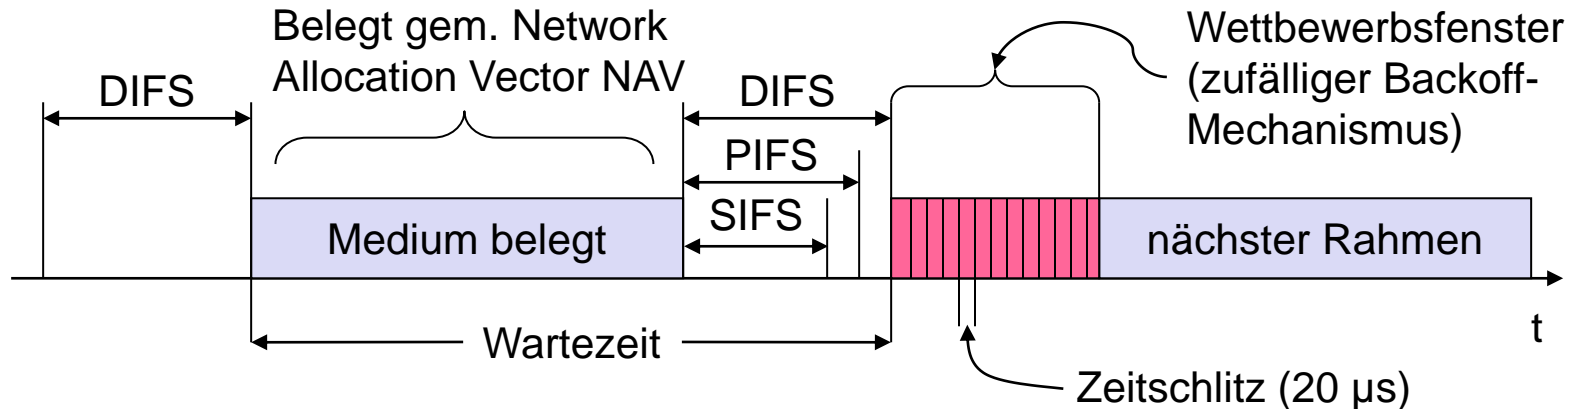 Belegt gem. Network
Allocation Vector NAV
Wettbewerbsfenster
(zufälliger Backoff-
Mechanismus)
DIFS
DIFS
PIFS
SIFS
Medium belegt
nächster Rahmen
t
Wartezeit
Zeitschlitz (20 µs)